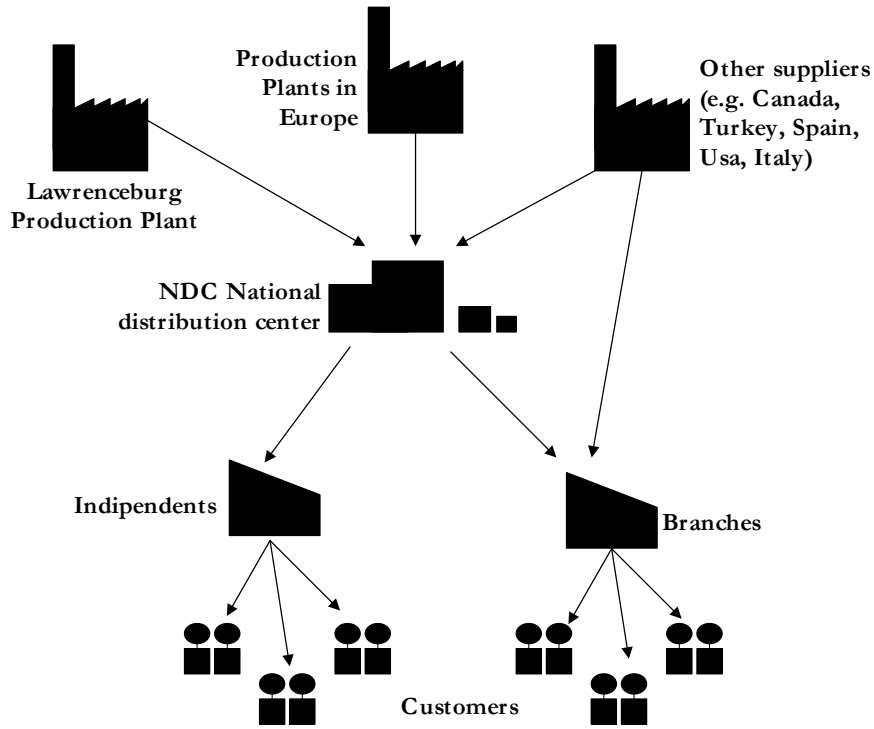 Production
Plants in
Europe
Other suppliers
(e.g. Canada,
Turkey, Spain,
Usa, Italy)
Lawrenceburg
Production Plant
NDC National
distribution center
Indipendents
Branches
Customers